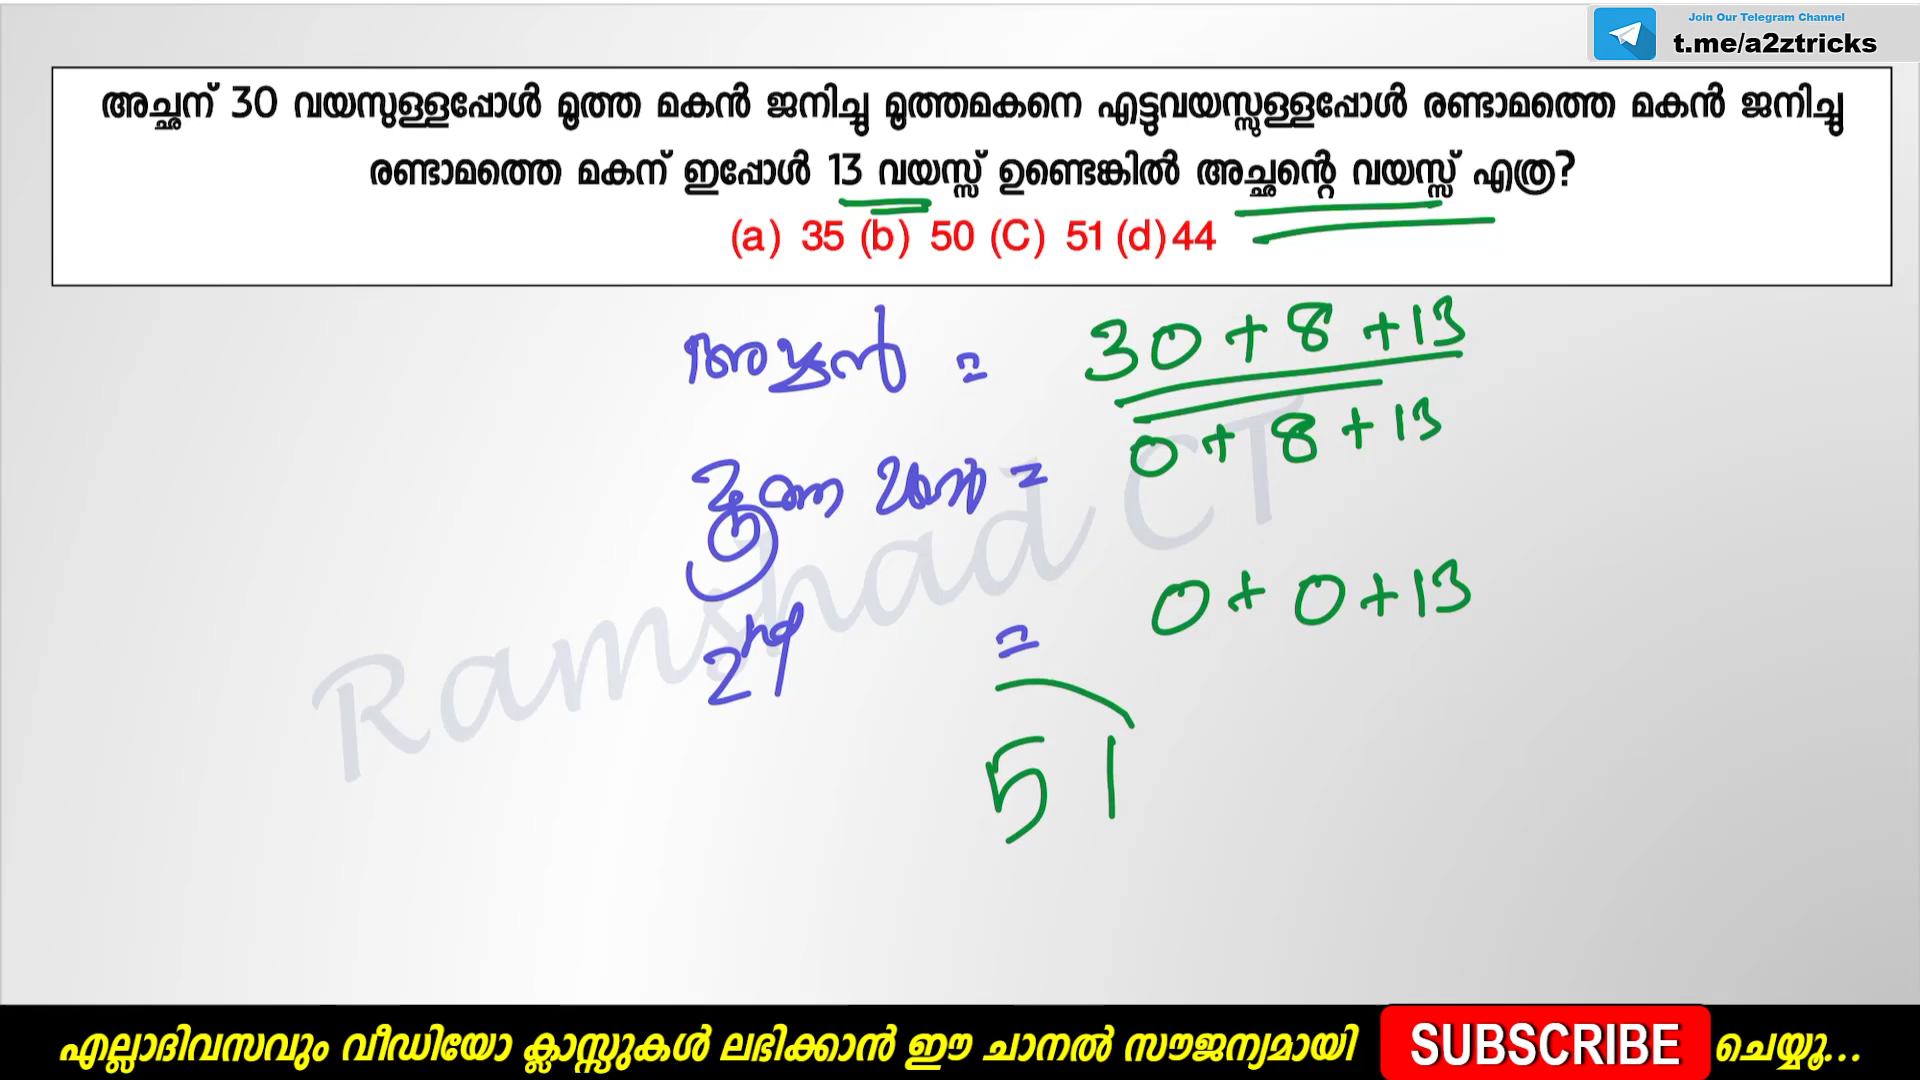 Join Our Telegram Channel
t.me/a2ztricks
അച്ഛന് 30 വയസുള്ളപ്പോൾ മൂത്ത മകൻ ജനിച്ചു മൂത്തമകനെ എട്ടുവയസ്സുള്ളപ്പോൾ രണ്ടാമത്തെ മകൻ ജനിച്ചു
രണ്ടാമത്തെ മകന് ഇപ്പോൾ 13 വയസ്സ് ഉണ്ടെങ്കിൽ അച്ഛന്റെ വയസ്സ് എത്ര?
(a) 35 (b) 50 (C) 51 (d) 44
അച്ഛൻ = 30 + 8 + 13
മൂത്ത മകൻ = 0 + 8 + 13
2nd = 0 + 0 + 13
51
Ramshad CT
എല്ലാദിവസവും വീഡിയോ ക്ലാസ്സുകൾ ലഭിക്കാൻ ഈ ചാനൽ സൗജന്യമായി SUBSCRIBE ചെയ്യൂ...